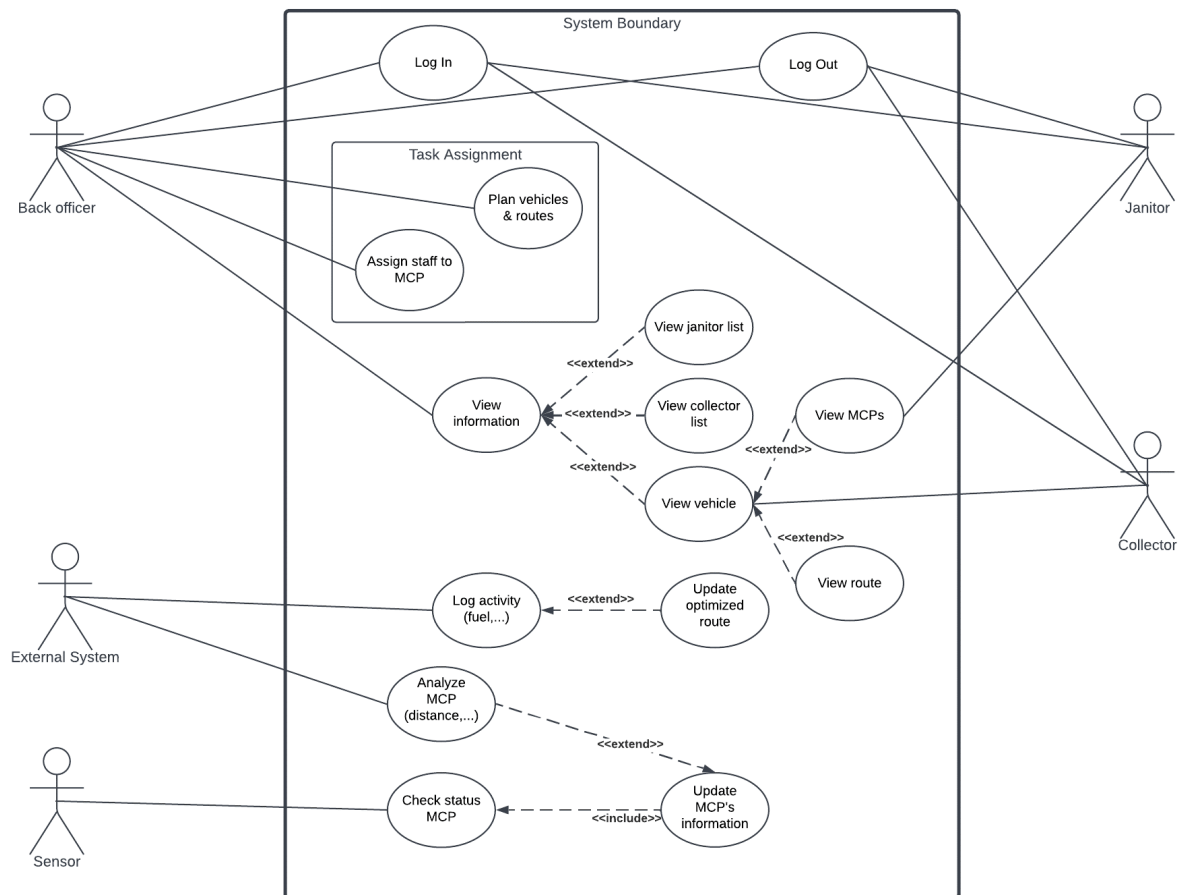 System Boundary
Log In
Log Out
Task Assignment
Plan vehicles
& routes
Back officer
Janitor
Assign staff to
MCP
View janitor list
<<extend>>
View
information
<<extend>>
View collector
list
View MCPs
<<extend>>
<<extend>>
View vehicle
<<extend>>
Collector
View route
Log activity
(fuel,...)
<<extend>>
Update
optimized
route
External System
Analyze
MCP
(distance,...)
<<extend>>
Check status
MCP
<<include>>
Update
MCP's
information
Sensor